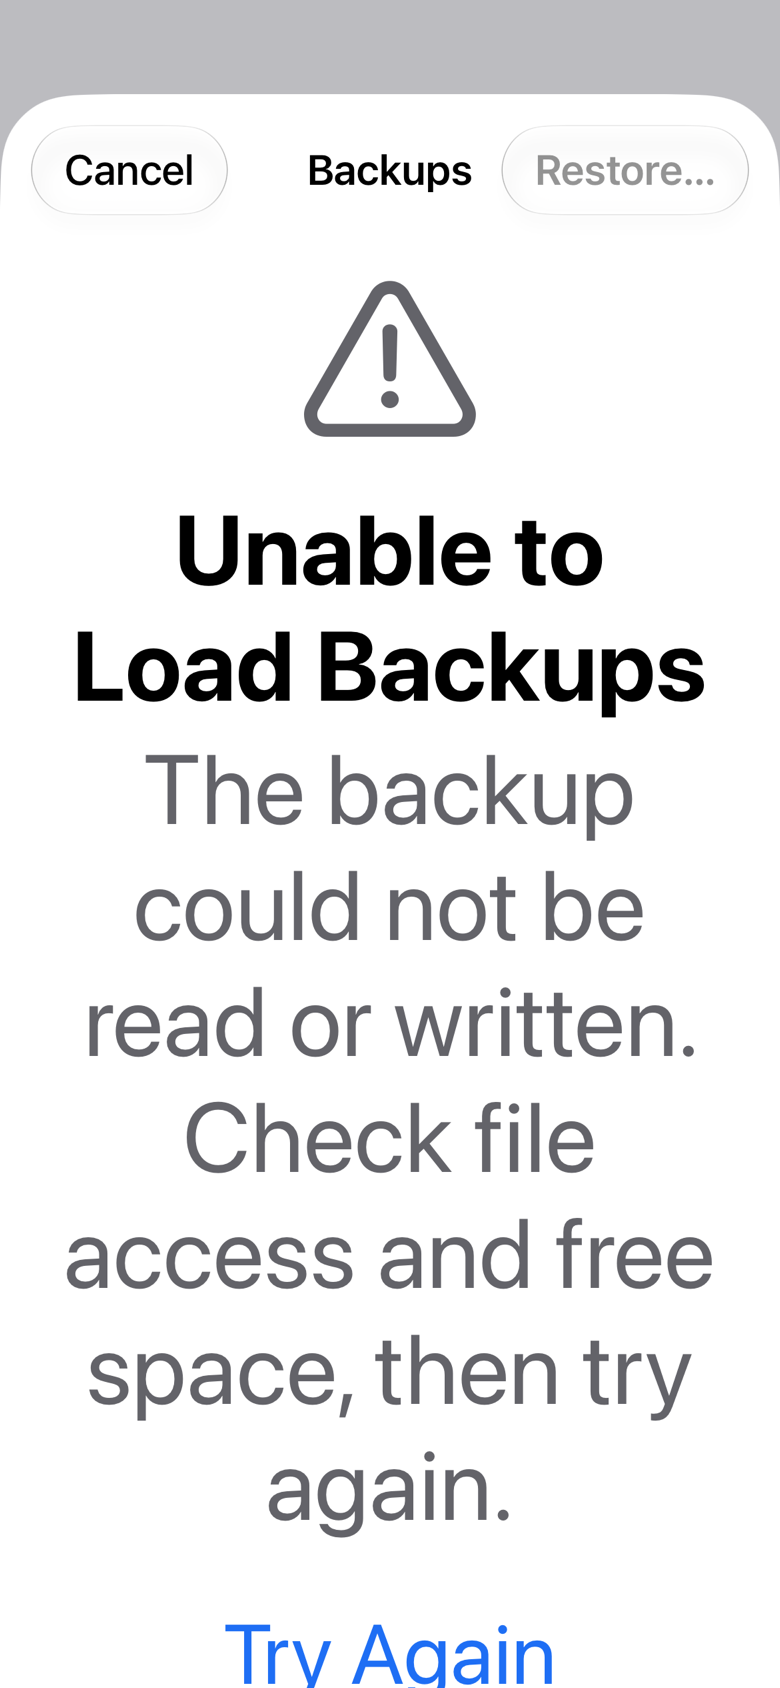 Cancel Backups Restore...
Unable to
Load Backups
The backup
could not be
read or written.
Check file
access and free
space, then try
again.
Try Again